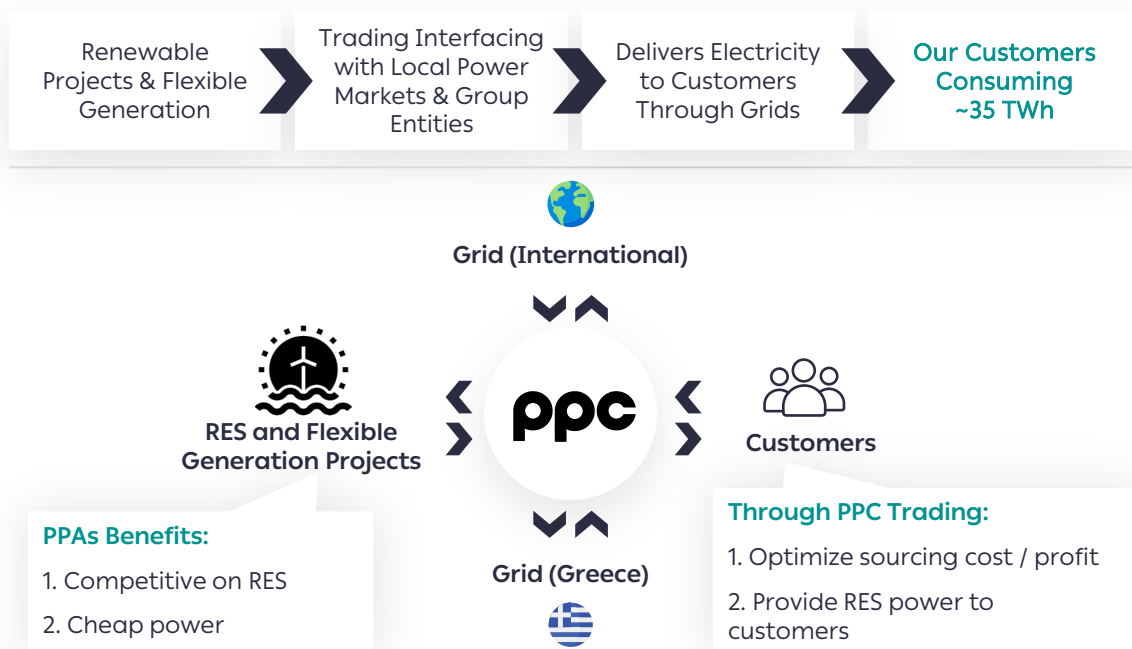 Renewable
Projects & Flexible
Generation
Trading Interfacing
with Local Power
Markets & Group
Entities
Delivers Electricity
to Customers
Through Grids
Our Customers
Consuming
~35 TWh
Grid (International)
RES and Flexible
Generation Projects
ppc
Customers
PPAs Benefits:
1. Competitive on RES
2. Cheap power
Grid (Greece)
Through PPC Trading:
1. Optimize sourcing cost / profit
2. Provide RES power to
customers